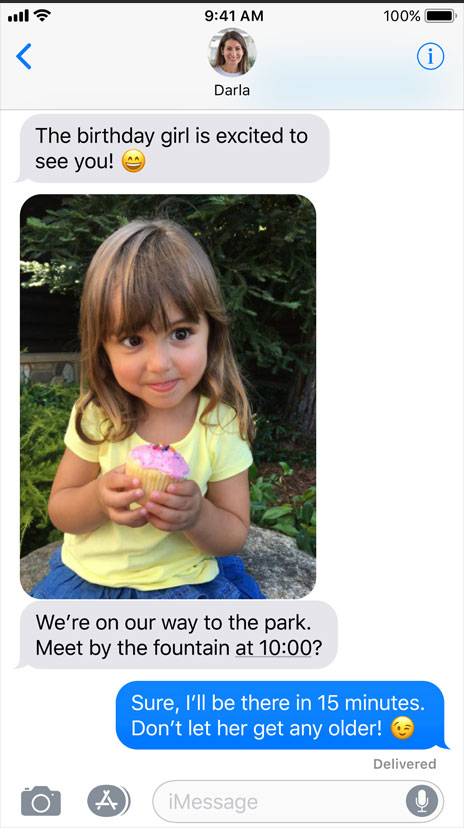 9:41 AM
100%
Darla
The birthday girl is excited to
see you! 😄
We’re on our way to the park.
Meet by the fountain at 10:00?
Sure, I’ll be there in 15 minutes.
Don’t let her get any older! 😉
Delivered
iMessage